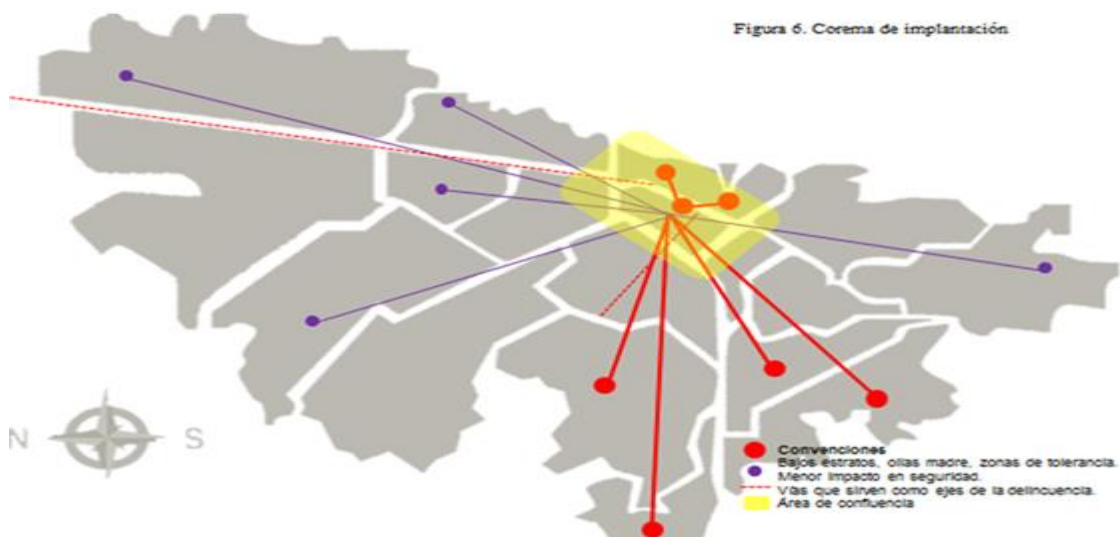 Figura 6. Corema de implantación
N
S
Convenciones
Bajos estratos, ollas madre, zonas de tolerancia.
Menor impacto en seguridad.
Vías que sirven como ejes de la delincuencia.
Área de confluencia